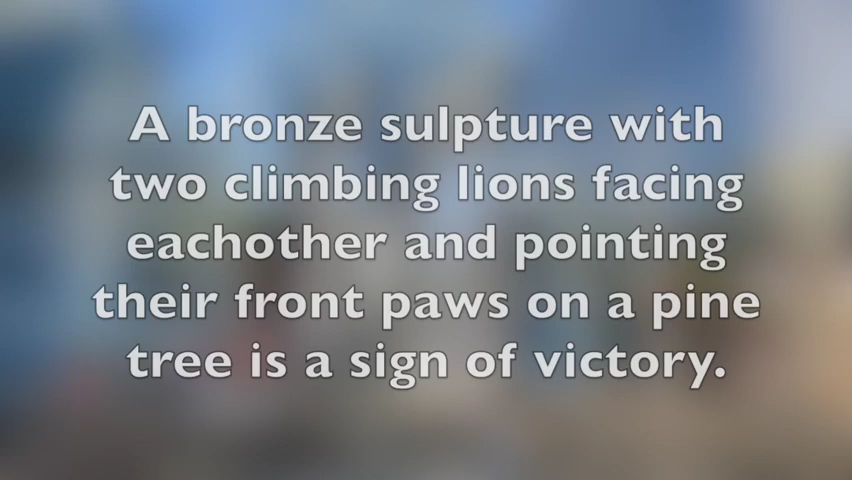 A bronze sulpture with
two climbing lions facing
eachother and pointing
their front paws on a pine
tree is a sign of victory.